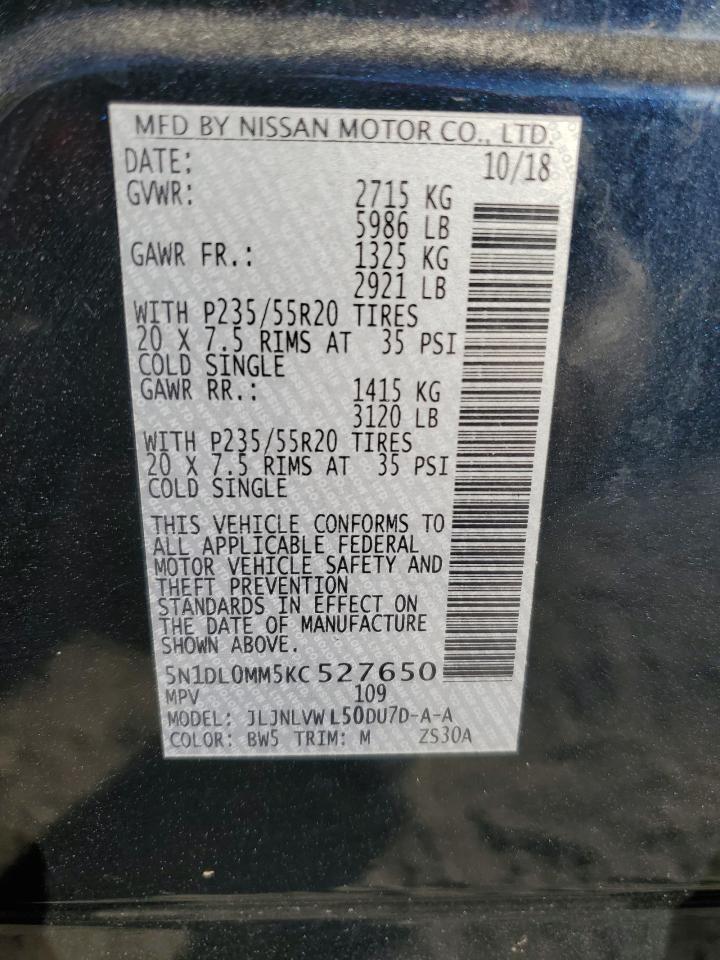 MFD BY NISSAN MOTOR CO., LTD.
DATE: 10/18
GVWR: 2715 KG
5986 LB
GAWR FR.: 1325 KG
2921 LB
WITH P235/55R20 TIRES
20 X 7.5 RIMS AT 35 PSI
COLD SINGLE
GAWR RR.: 1415 KG
3120 LB
WITH P235/55R20 TIRES
20 X 7.5 RIMS AT 35 PSI
COLD SINGLE
THIS VEHICLE CONFORMS TO
ALL APPLICABLE FEDERAL
MOTOR VEHICLE SAFETY AND
THEFT PREVENTION
STANDARDS IN EFFECT ON
THE DATE OF MANUFACTURE
SHOWN ABOVE.
5N1DL0MM5KC 527650
MPV 109
MODEL: JLJNLVW L50DU7D-A-A
COLOR: BW5 TRIM: M ZS30A